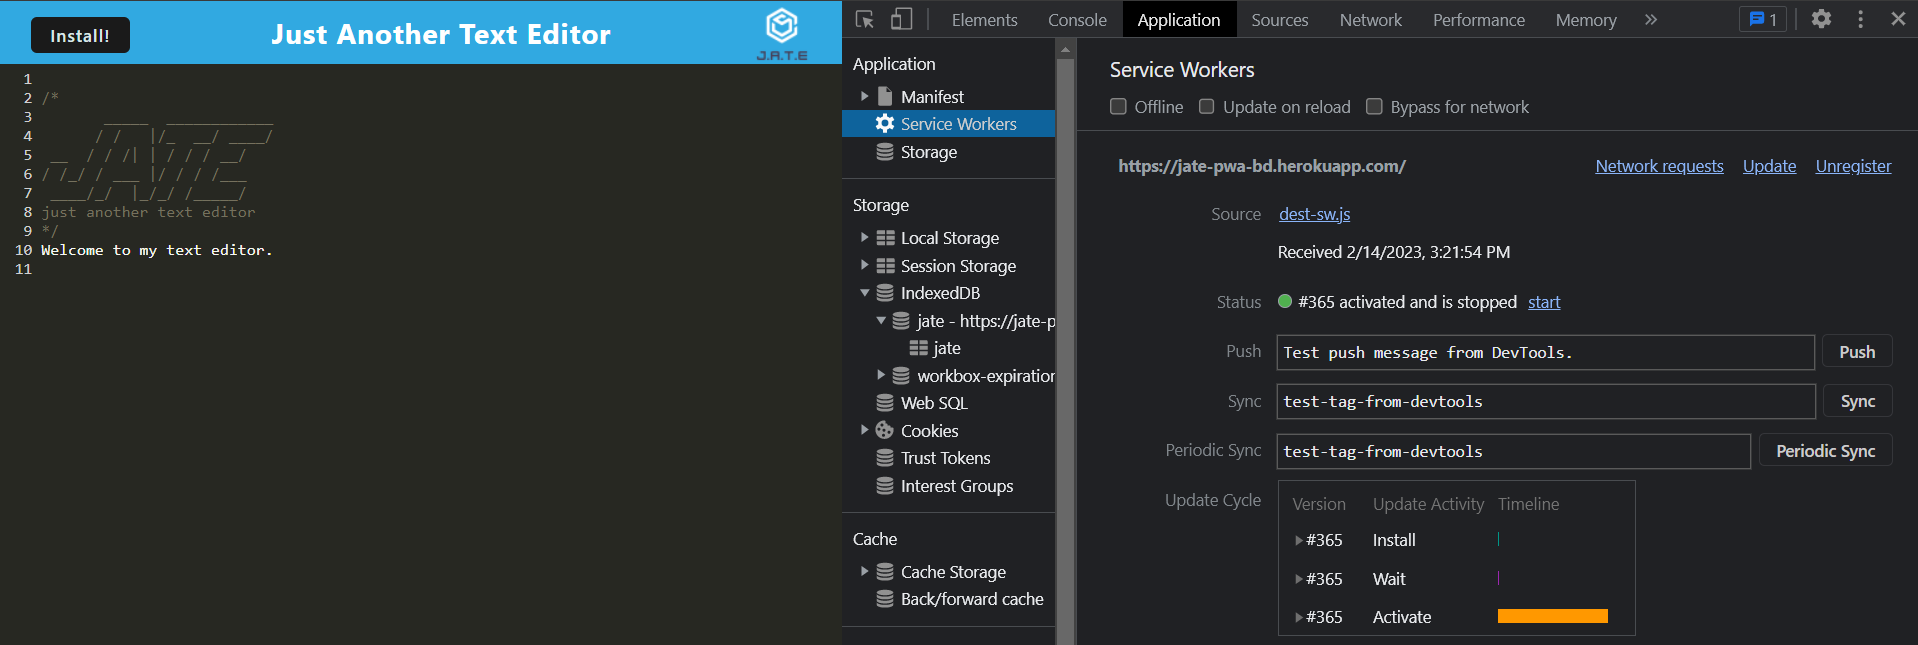 Install!
Just Another Text Editor
J.A.T.E
1
2 /*
3         _____  ____________
4       / /   |/_  __/ ____/
5  __  / / /| | / / / __/
6 / /_/ / ___ |/ / / /___
7  ____/_/  |_/_/ /_____/
8 just another text editor
9 */
10 Welcome to my text editor.
11
Elements Console Application Sources Network Performance Memory » 1
Application
Manifest
Service Workers
Storage
Storage
Local Storage
Session Storage
IndexedDB
jate - https://jate-p
jate
workbox-expiration
Web SQL
Cookies
Trust Tokens
Interest Groups
Cache
Cache Storage
Back/forward cache
Service Workers
Offline Update on reload Bypass for network
https://jate-pwa-bd.herokuapp.com/ Network requests Update Unregister
Source dest-sw.js
Received 2/14/2023, 3:21:54 PM
Status #365 activated and is stopped start
Push Test push message from DevTools. Push
Sync test-tag-from-devtools Sync
Periodic Sync test-tag-from-devtools Periodic Sync
Update Cycle Version Update Activity Timeline
#365 Install
#365 Wait
#365 Activate